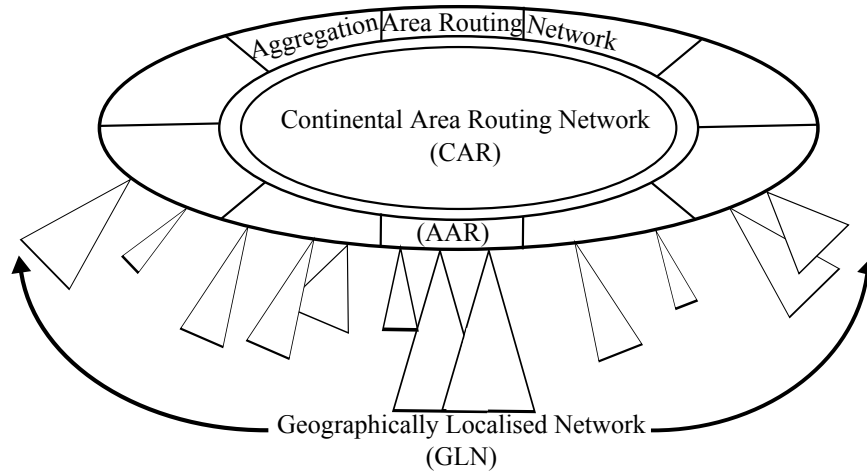 Aggregation Area Routing Network
Continental Area Routing Network
(CAR)
(AAR)
Geographically Localised Network
(GLN)